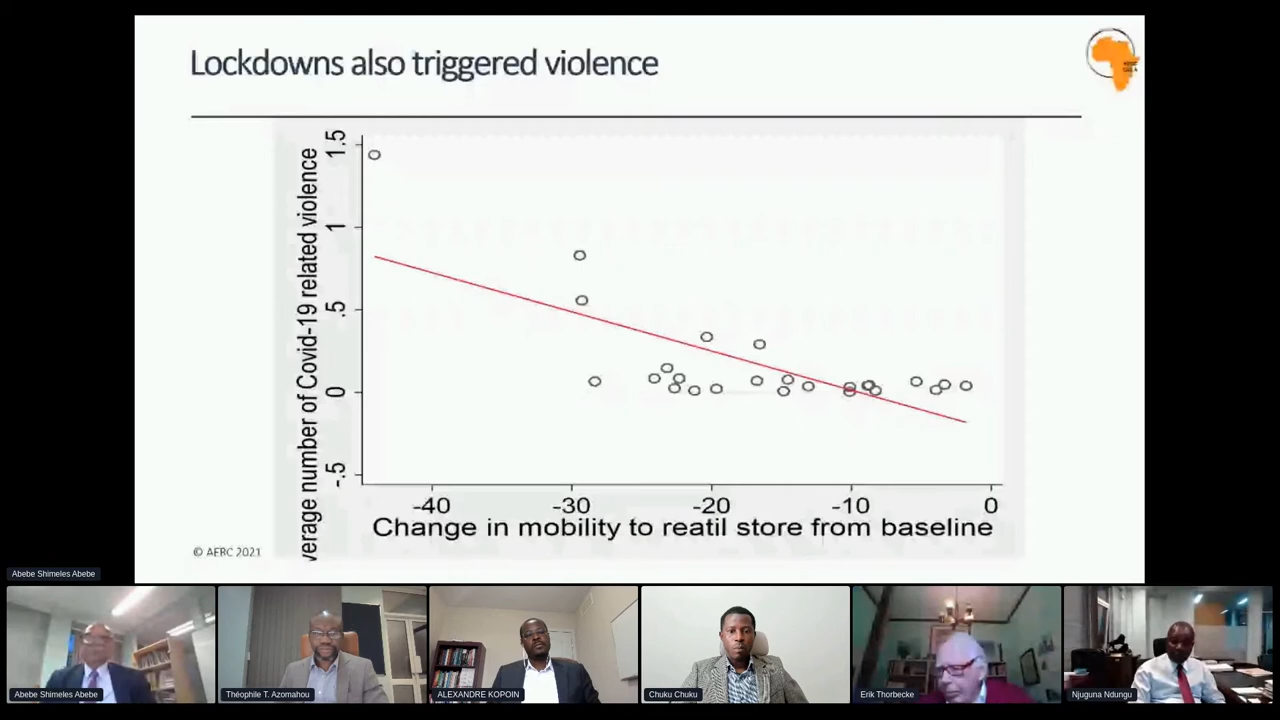 Lockdowns also triggered violence
verage number of Covid-19 related violence
1.5
1
.5
0
-.5
-40 -30 -20 -10 0
Change in mobility to reatil store from baseline
© AERC 2021
Abebe Shimeles Abebe
Abebe Shimeles Abebe
Théophile T. Azomahou
ALEXANDRE KOPOIN
Chuku Chuku
Erik Thorbecke
Njuguna Ndungu